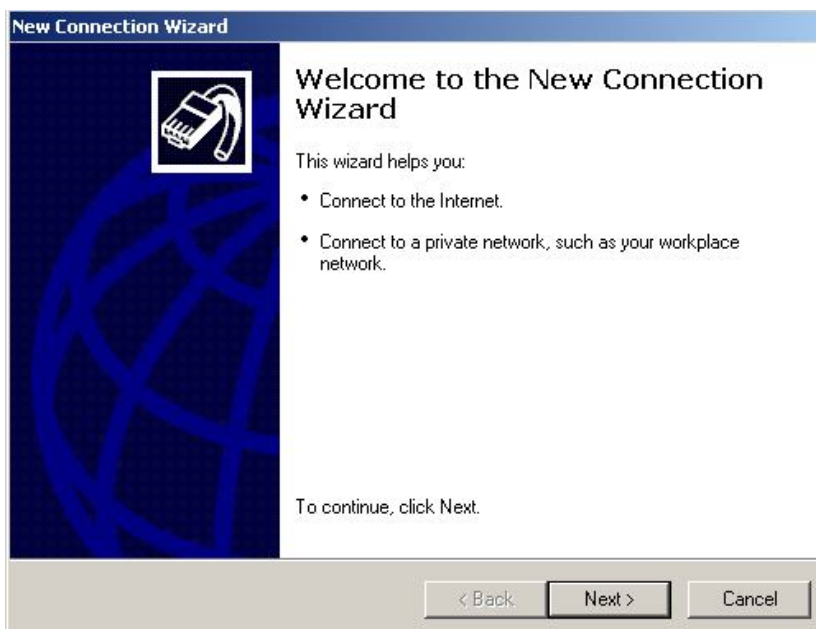 New Connection Wizard
Welcome to the New Connection
Wizard
This wizard helps you:
• Connect to the Internet.
• Connect to a private network, such as your workplace
network.
To continue, click Next.
< Back
Next >
Cancel